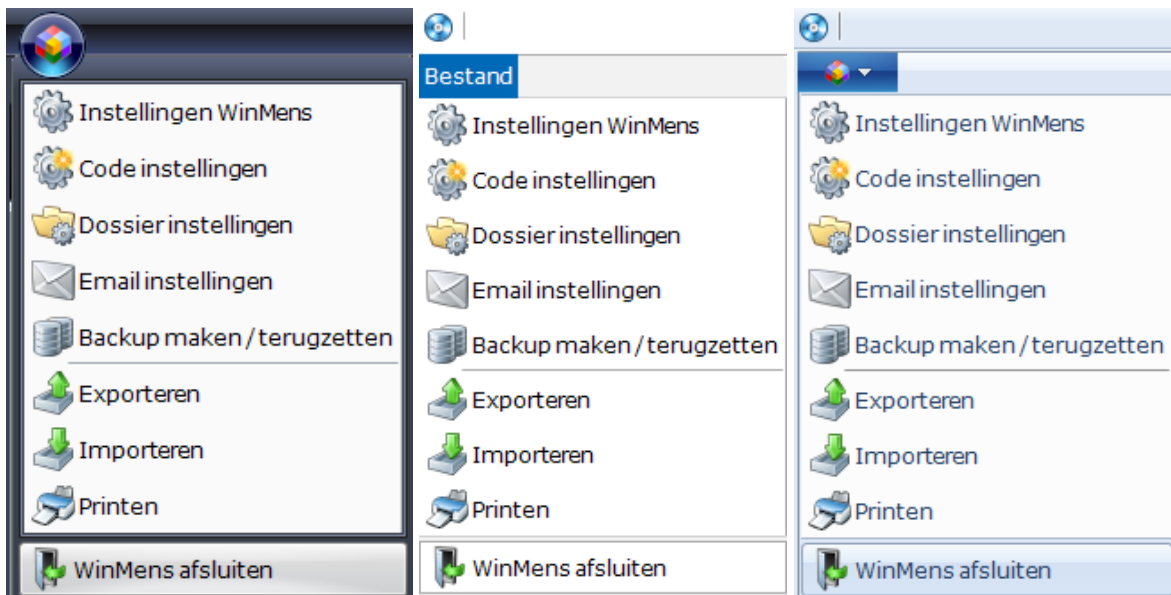 Instellingen WinMens
Code instellingen
Dossier instellingen
Email instellingen
Backup maken / terugzetten
Exporteren
Importeren
Printen
WinMens afsluiten
Bestand
Instellingen WinMens
Code instellingen
Dossier instellingen
Email instellingen
Backup maken / terugzetten
Exporteren
Importeren
Printen
WinMens afsluiten
Instellingen WinMens
Code instellingen
Dossier instellingen
Email instellingen
Backup maken / terugzetten
Exporteren
Importeren
Printen
WinMens afsluiten